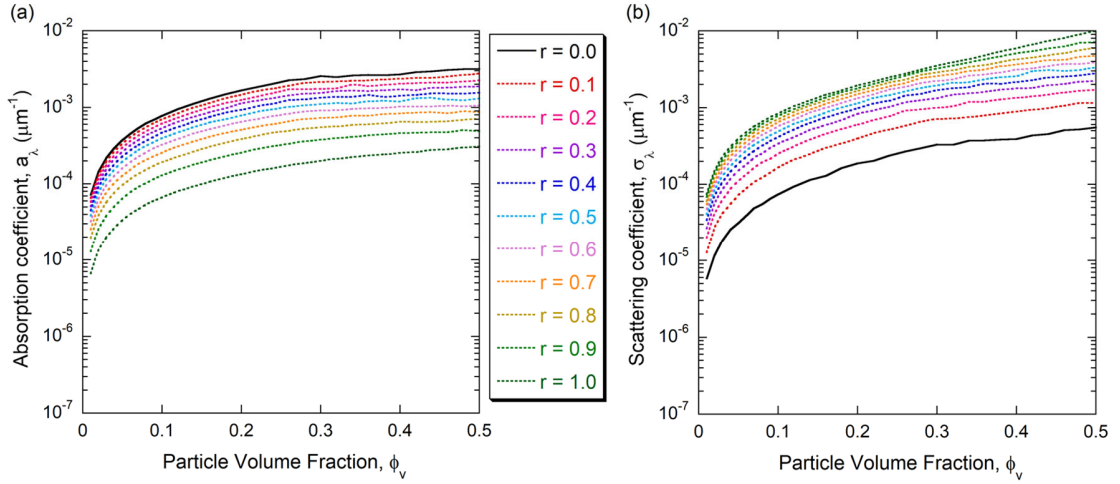 (a)
10⁻²
10⁻³
10⁻⁴
10⁻⁵
10⁻⁶
10⁻⁷
Absorption coefficient, a_λ (μm⁻¹)
0 0.1 0.2 0.3 0.4 0.5
Particle Volume Fraction, ϕ_v
r = 0.0
r = 0.1
r = 0.2
r = 0.3
r = 0.4
r = 0.5
r = 0.6
r = 0.7
r = 0.8
r = 0.9
r = 1.0
(b)
10⁻²
10⁻³
10⁻⁴
10⁻⁵
10⁻⁶
10⁻⁷
Scattering coefficient, σ_λ (μm⁻¹)
0 0.1 0.2 0.3 0.4 0.5
Particle Volume Fraction, ϕ_v